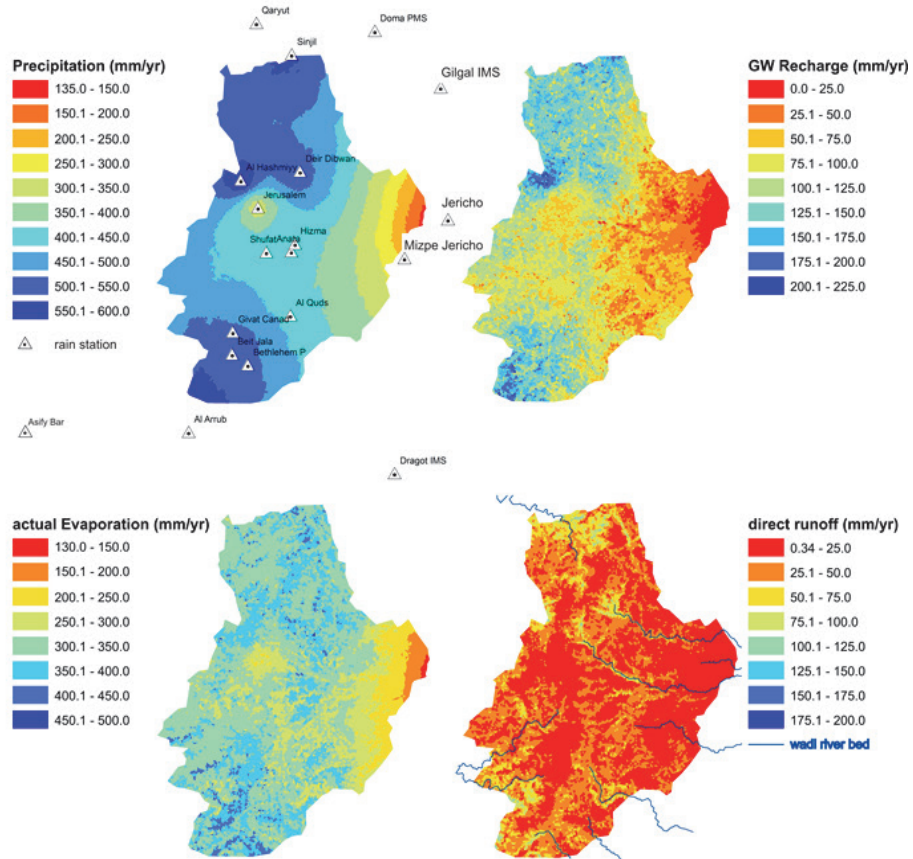 Qaryut
Doma PMS
Sinjil
Precipitation (mm/yr)
135.0 - 150.0
150.1 - 200.0
200.1 - 250.0
250.1 - 300.0
300.1 - 350.0
350.1 - 400.0
400.1 - 450.0
450.1 - 500.0
500.1 - 550.0
550.1 - 600.0
rain station
Gilgal IMS
Deir Dibwan
Al Hashmiyy
Jerusalem
Jericho
Hizma
Shufat
Anata
Mizpe Jericho
Al Quds
Givat Canad
Beit Jala
Bethlehem P
Asify Bar
Al Arrub
Dragot IMS
GW Recharge (mm/yr)
0.0 - 25.0
25.1 - 50.0
50.1 - 75.0
75.1 - 100.0
100.1 - 125.0
125.1 - 150.0
150.1 - 175.0
175.1 - 200.0
200.1 - 225.0
actual Evaporation (mm/yr)
130.0 - 150.0
150.1 - 200.0
200.1 - 250.0
250.1 - 300.0
300.1 - 350.0
350.1 - 400.0
400.1 - 450.0
450.1 - 500.0
direct runoff (mm/yr)
0.34 - 25.0
25.1 - 50.0
50.1 - 75.0
75.1 - 100.0
100.1 - 125.0
125.1 - 150.0
150.1 - 175.0
175.1 - 200.0
wadi river bed